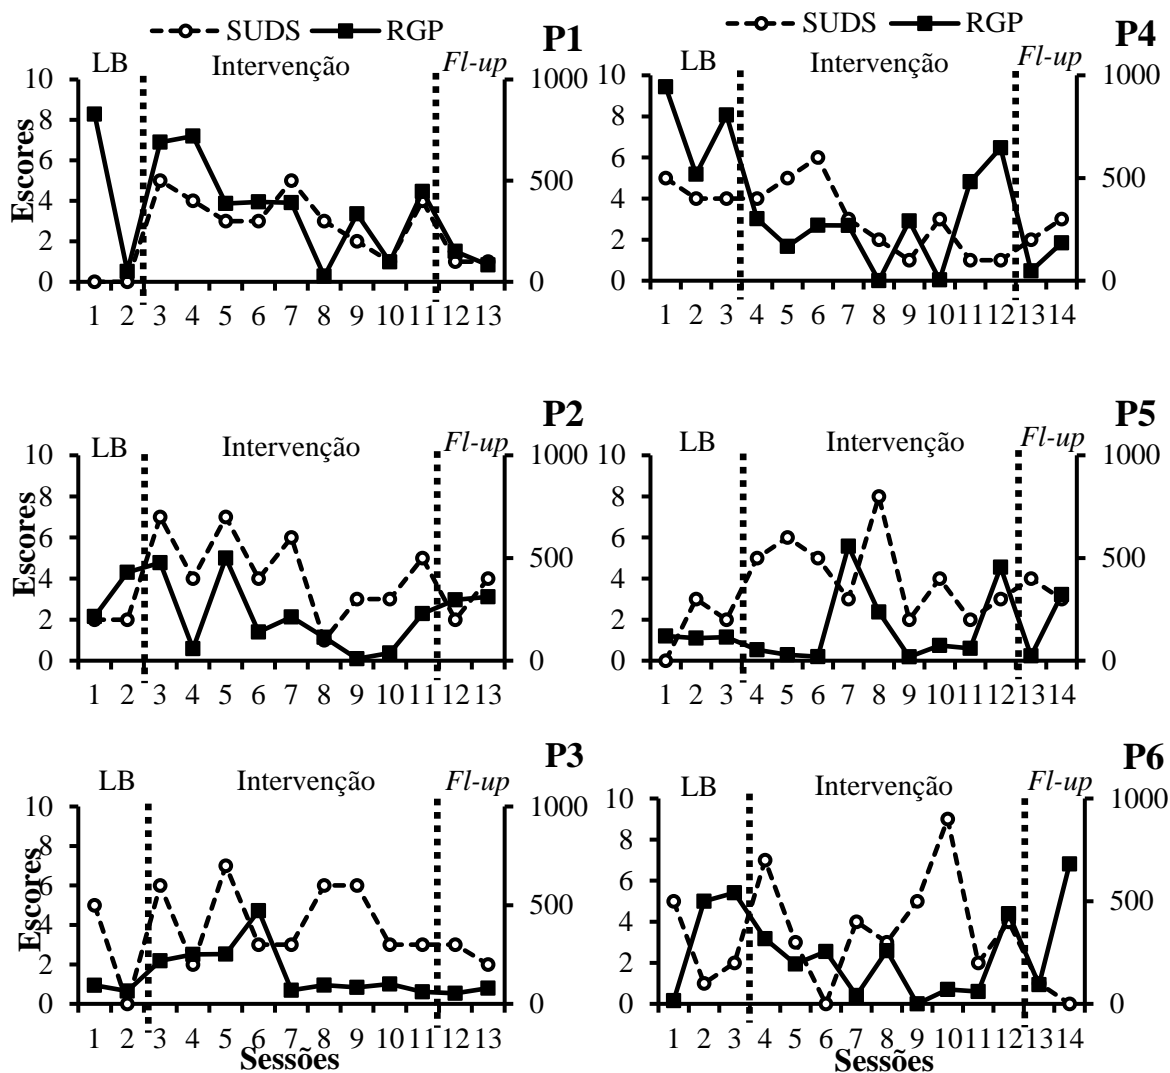 SUDS RGP P1
LB Intervenção Fl-up
Escores
10 8 6 4 2 0
1000 500 0
1 2 3 4 5 6 7 8 9 10 11 12 13
SUDS RGP P4
LB Intervenção Fl-up
10 8 6 4 2 0
1000 500 0
1 2 3 4 5 6 7 8 9 10 11 12 13 14
P2
LB Intervenção Fl-up
Escores
10 8 6 4 2 0
1000 500 0
1 2 3 4 5 6 7 8 9 10 11 12 13
P5
LB Intervenção Fl-up
10 8 6 4 2 0
1000 500 0
1 2 3 4 5 6 7 8 9 10 11 12 13 14
P3
LB Intervenção Fl-up
Escores
10 8 6 4 2 0
1000 500 0
1 2 3 4 5 6 7 8 9 10 11 12 13
Sessões
P6
LB Intervenção Fl-up
10 8 6 4 2 0
1000 500 0
1 2 3 4 5 6 7 8 9 10 11 12 13 14
Sessões